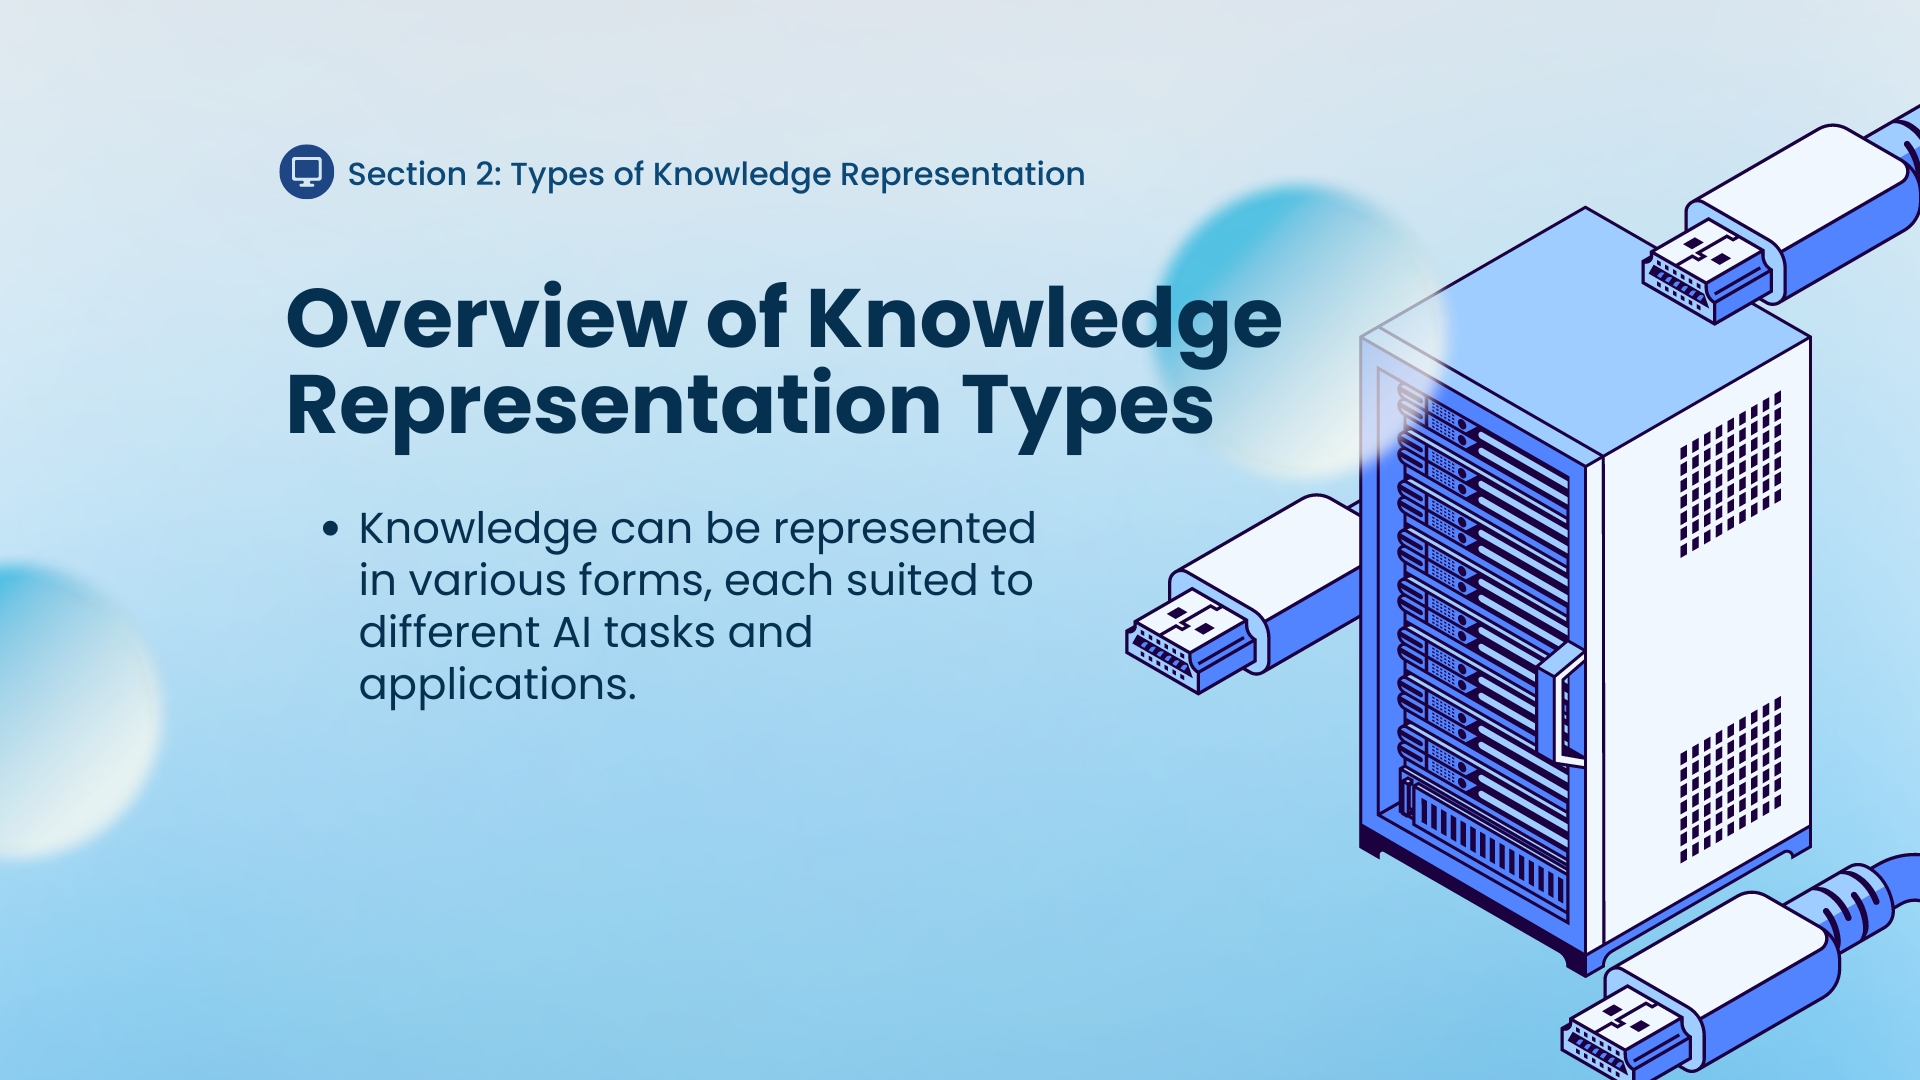 Section 2: Types of Knowledge Representation
Overview of Knowledge
Representation Types
• Knowledge can be represented
in various forms, each suited to
different AI tasks and
applications.